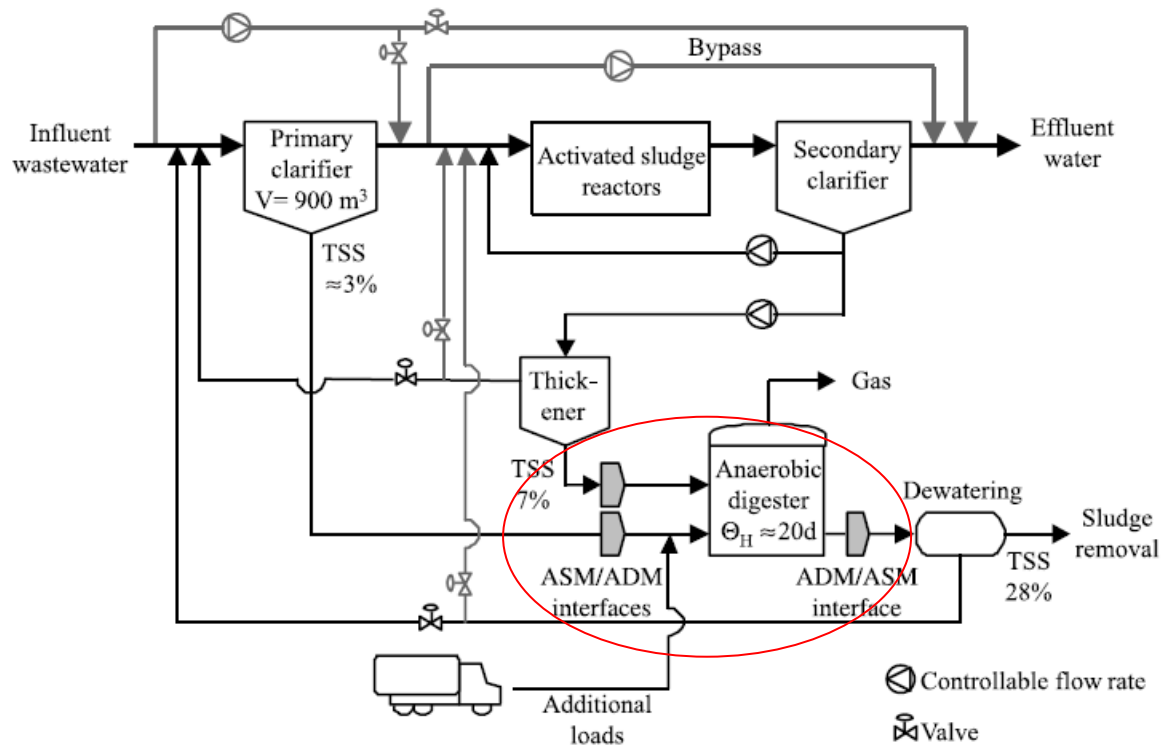 Bypass
Influent
wastewater
Primary
clarifier
V= 900 m³
Activated sludge
reactors
Secondary
clarifier
Effluent
water
TSS
≈3%
Thick-
ener
Gas
TSS
7%
Anaerobic
digester
Θ_H ≈20d
Dewatering
Sludge
removal
TSS
28%
ASM/ADM
interfaces
ADM/ASM
interface
Additional
loads
Controllable flow rate
Valve